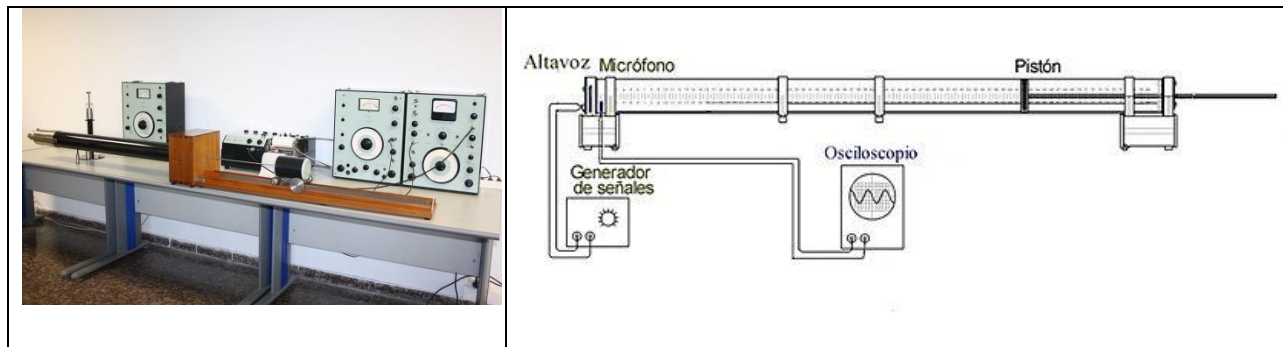 Altavoz Micrófono
Pistón
Osciloscopio
Generador
de señales